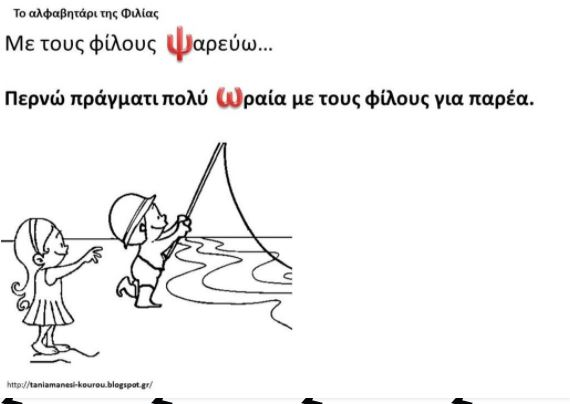 Το αλφαβητάρι της Φιλίας
Με τους φίλους ψαρεύω...
Περνώ πράγματι πολύ ωραία με τους φίλους για παρέα.
http://taniamanesi-kourou.blogspot.gr/